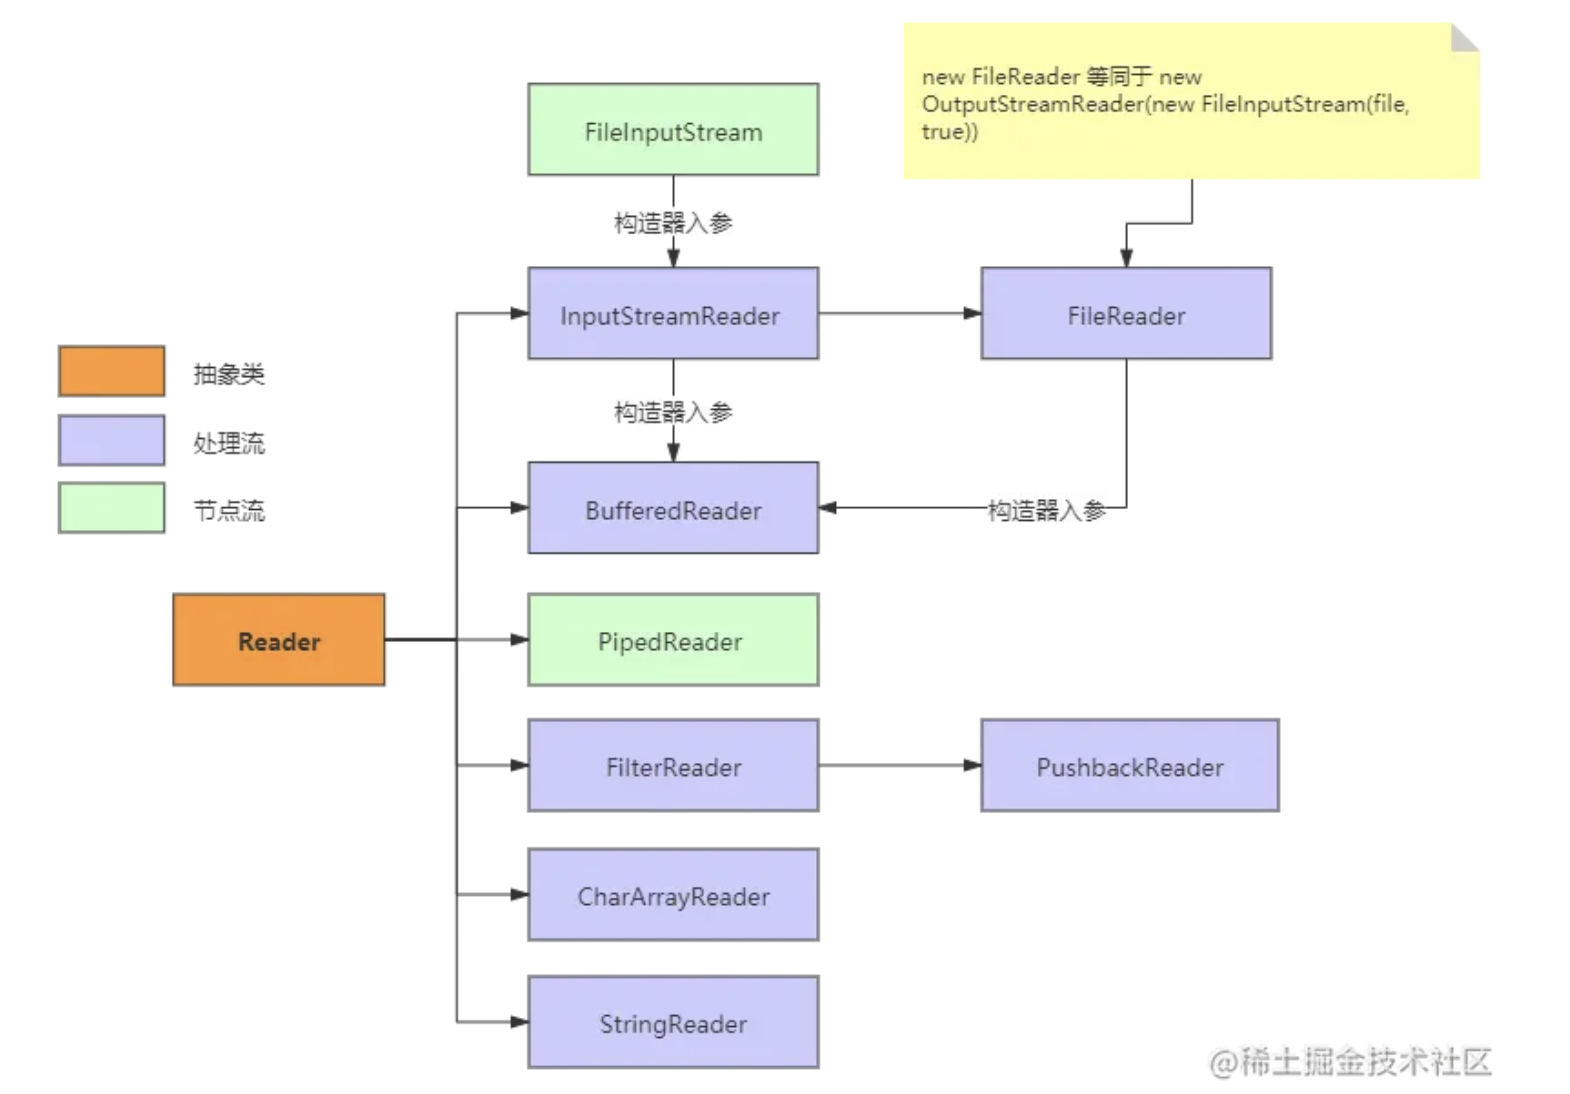 new FileReader 等同于 new
OutputStreamReader(new FileInputStream(file,
true))
FileInputStream
构造器入参
InputStreamReader
FileReader
抽象类
构造器入参
处理流
节点流
BufferedReader
构造器入参
Reader
PipedReader
FilterReader
PushbackReader
CharArrayReader
StringReader
@稀土掘金技术社区